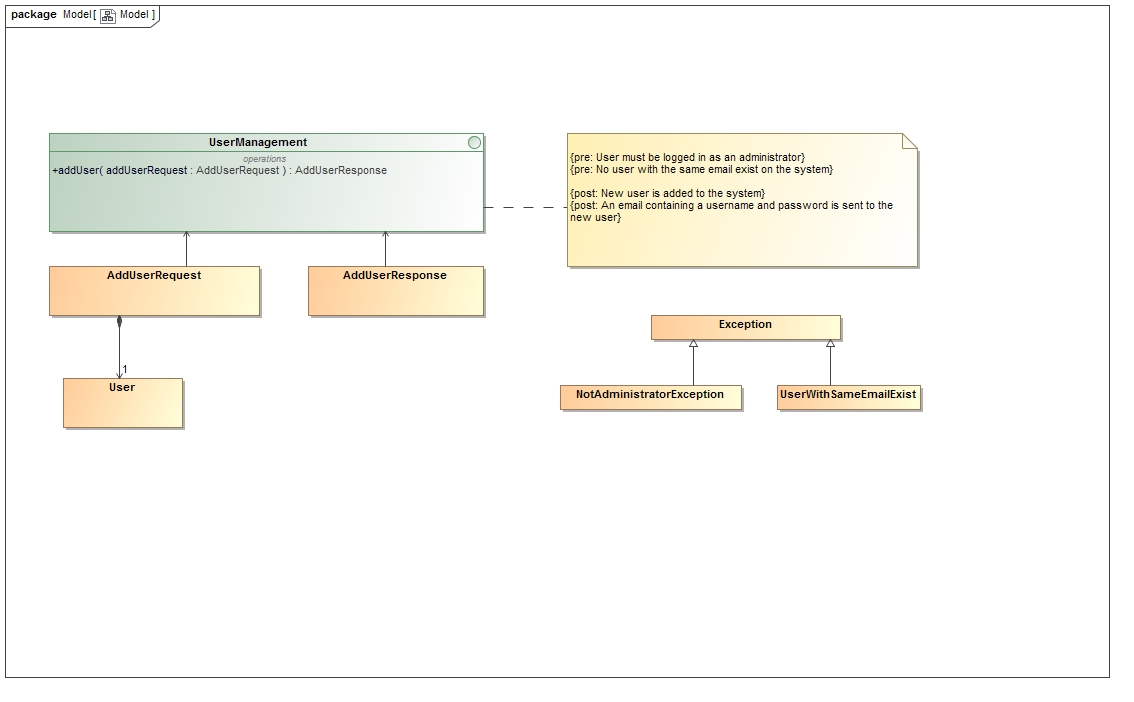 package Model[ Model ]
UserManagement
operations
+addUser( addUserRequest : AddUserRequest ) : AddUserResponse
{pre: User must be logged in as an administrator}
{pre: No user with the same email exist on the system}
{post: New user is added to the system}
{post: An email containing a username and password is sent to the
new user}
AddUserRequest
AddUserResponse
1
User
Exception
NotAdministratorException
UserWithSameEmailExist